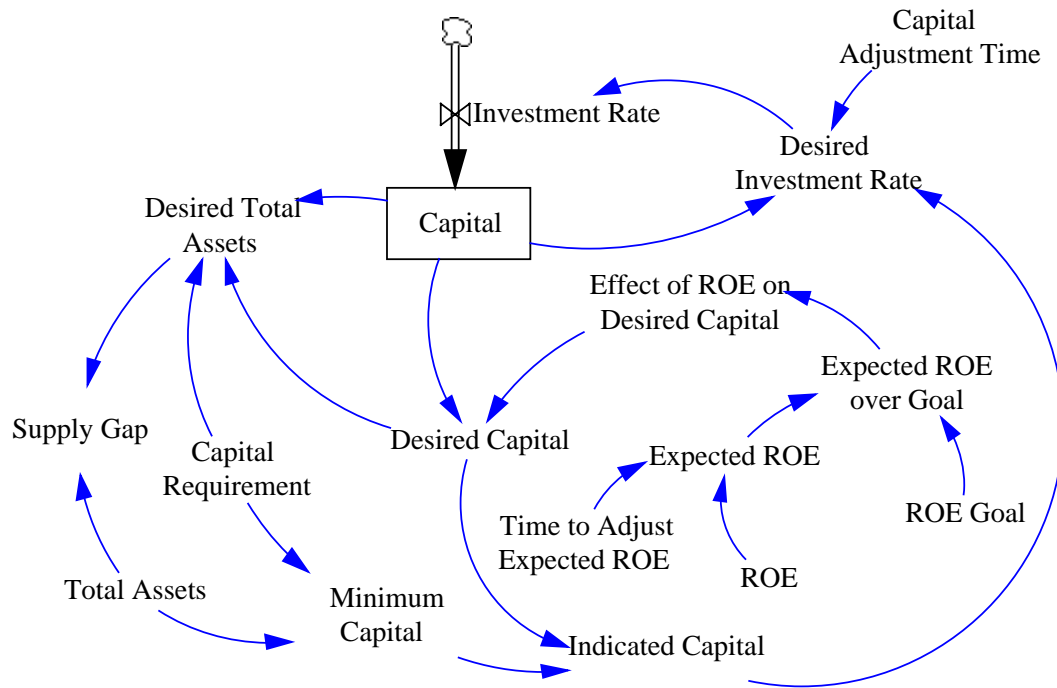 Capital
Adjustment Time
Investment Rate
Desired
Investment Rate
Desired Total
Assets
Capital
Effect of ROE on
Desired Capital
Expected ROE
over Goal
Supply Gap
Desired Capital
Capital
Requirement
Expected ROE
Time to Adjust
Expected ROE
ROE Goal
ROE
Total Assets
Minimum
Capital
Indicated Capital